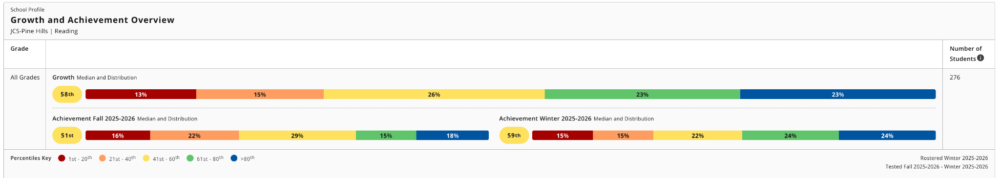 School Profile
Growth and Achievement Overview
JCS-Pine Hills | Reading
Grade
Number of
Students
All Grades
Growth Median and Distribution
276
58th
13%
15%
26%
23%
23%
Achievement Fall 2025-2026 Median and Distribution
Achievement Winter 2025-2026 Median and Distribution
51st
16%
22%
29%
15%
18%
59th
15%
15%
22%
24%
24%
Percentiles Key
1st - 20th
21st - 40th
41st - 60th
61st - 80th
>80th
Rostered Winter 2025-2026
Tested Fall 2025-2026 - Winter 2025-2026